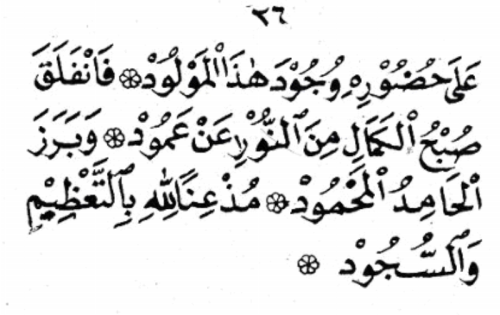 ٢٦
عَلَى حُضُوْرِهِ وُجُوْدَ هٰذَا الْمَوْلُوْدِ ۞ فَانْفَلَقَ
صُبْحُ الْكَمَالِ مِنَ النُّوْرِ عَنْ عَمُوْدِ ۞ وَبَرَزَ
الْحَامِدُ الْمَحْمُوْدِ ۞ مُذْعِنًا لِلّٰهِ بِالتَّعْظِيْمِ
وَالسُّجُوْدِ ۞